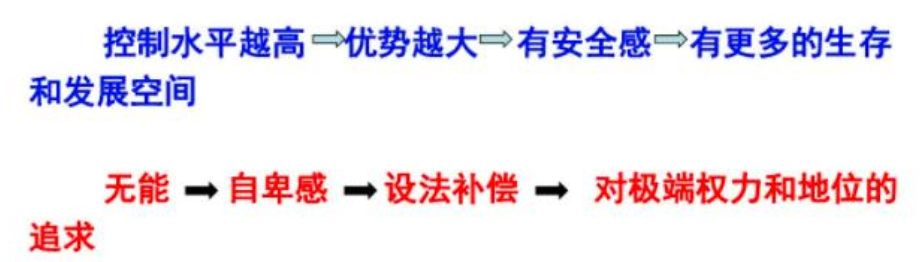 控制水平越高⇨优势越大⇨有安全感⇨有更多的生存
和发展空间
无能 ➡ 自卑感 ➡ 设法补偿 ➡ 对极端权力和地位的
追求